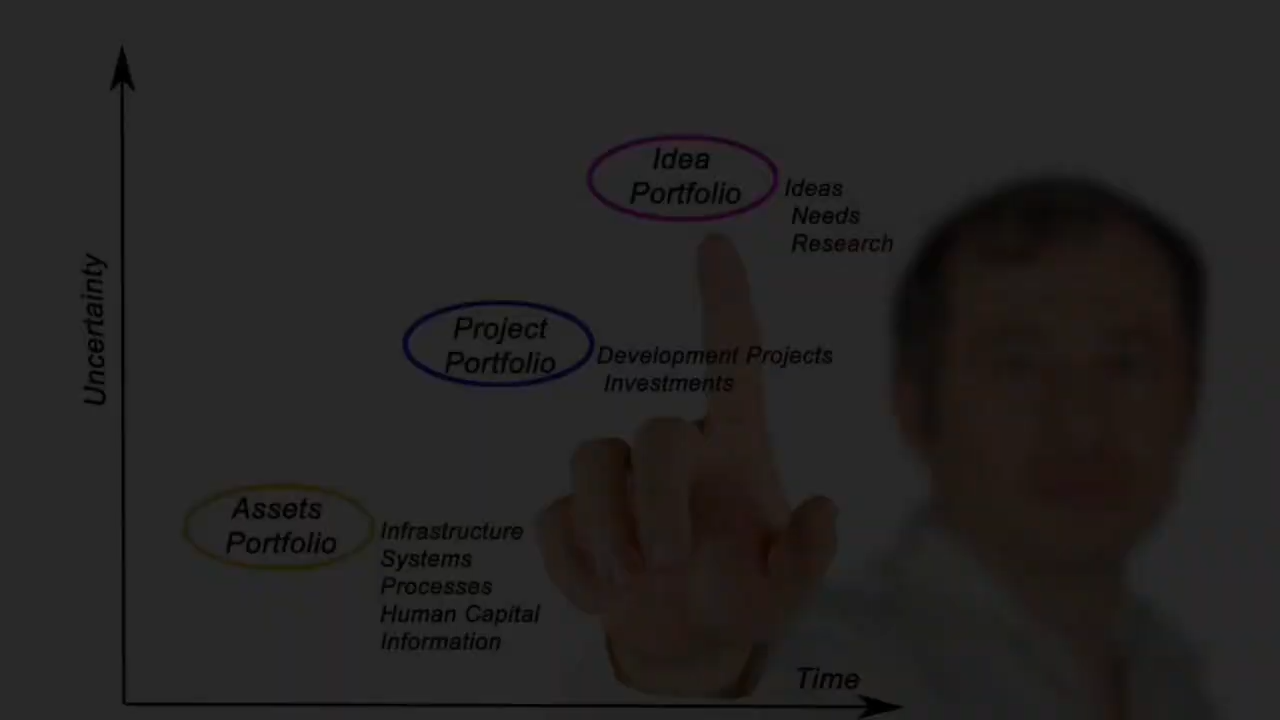 Idea
Portfolio
Ideas
Needs
Research
Uncertainty
Project
Portfolio
Development Projects
Investments
Assets
Portfolio
Infrastructure
Systems
Processes
Human Capital
Information
Time